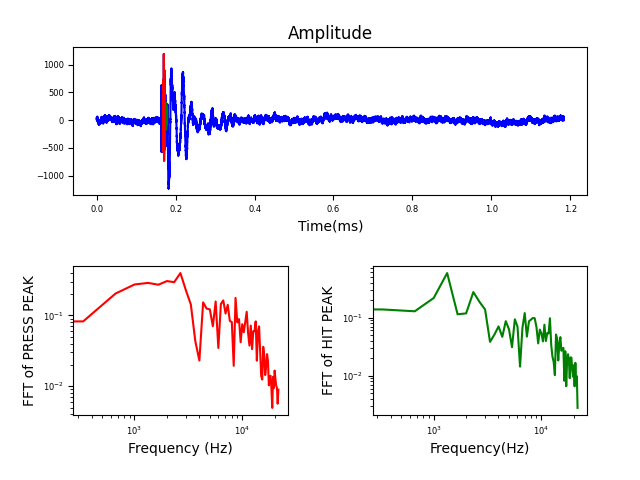 Amplitude
1000
500
0
−500
−1000
0.0 0.2 0.4 0.6 0.8 1.0 1.2
Time(ms)
FFT of PRESS PEAK
10⁻¹
10⁻²
10³ 10⁴
Frequency (Hz)
FFT of HIT PEAK
10⁻¹
10⁻²
10³ 10⁴
Frequency(Hz)